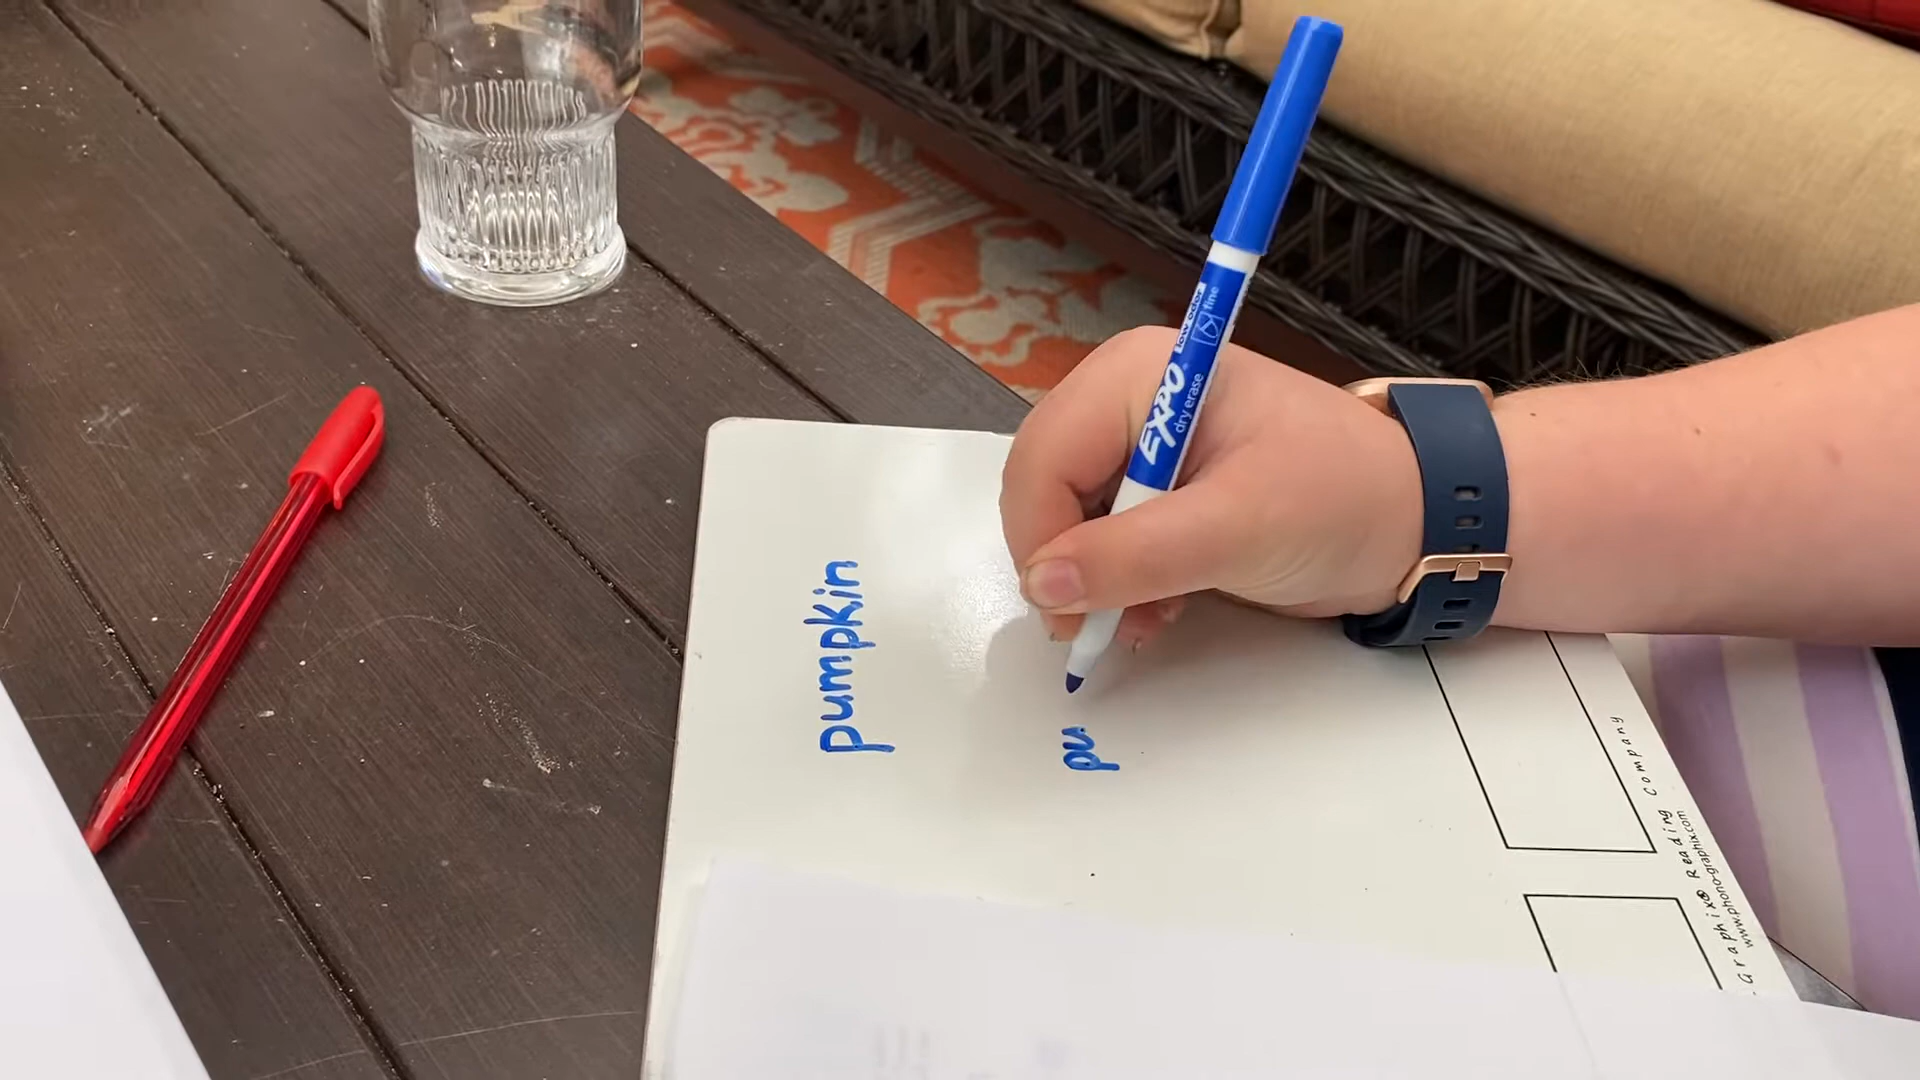 pumpkin
pu
EXPO
low odor
dry erase
fine
Graphix® Reading Company
www.phono-graphix.com